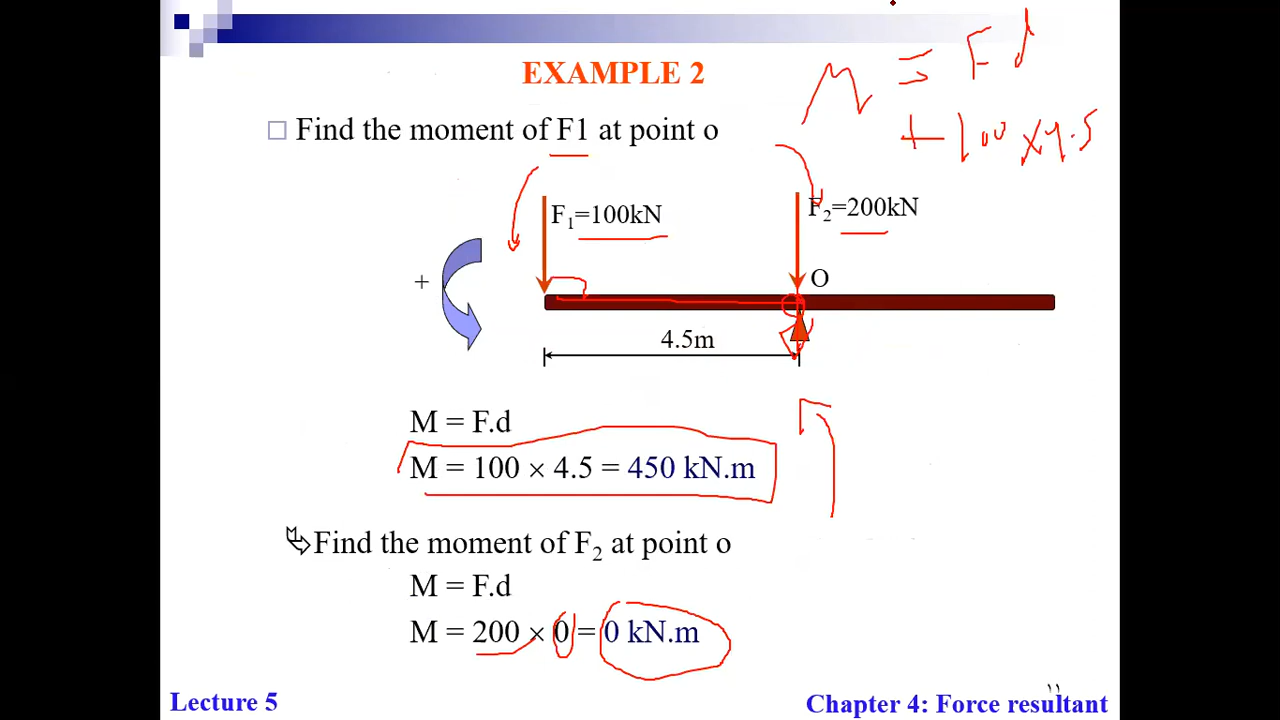 EXAMPLE 2
M = Fd
+ 100 x 4.5
Find the moment of F1 at point o
F1=100kN
F2=200kN
+
O
4.5m
M = F.d
M = 100 × 4.5 = 450 kN.m
Find the moment of F2 at point o
M = F.d
M = 200 × 0 = 0 kN.m
Lecture 5
١١
Chapter 4: Force resultant